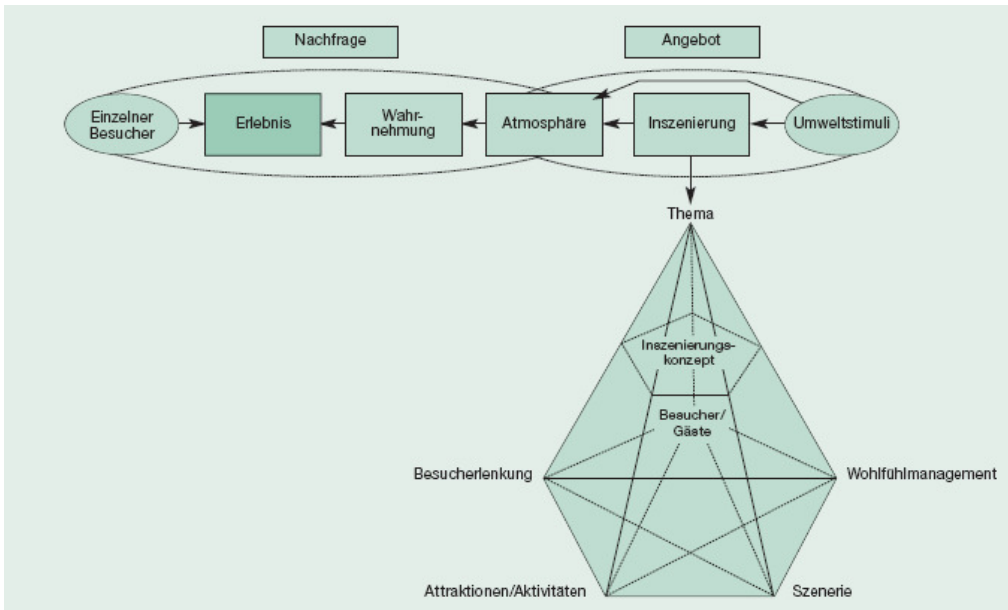 Nachfrage
Angebot
Einzelner
Besucher
Erlebnis
Wahr-
nehmung
Atmosphäre
Inszenierung
Umweltstimuli
Thema
Inszenierungs-
konzept
Besucher/
Gäste
Besucherlenkung
Wohlfühlmanagement
Attraktionen/Aktivitäten
Szenerie